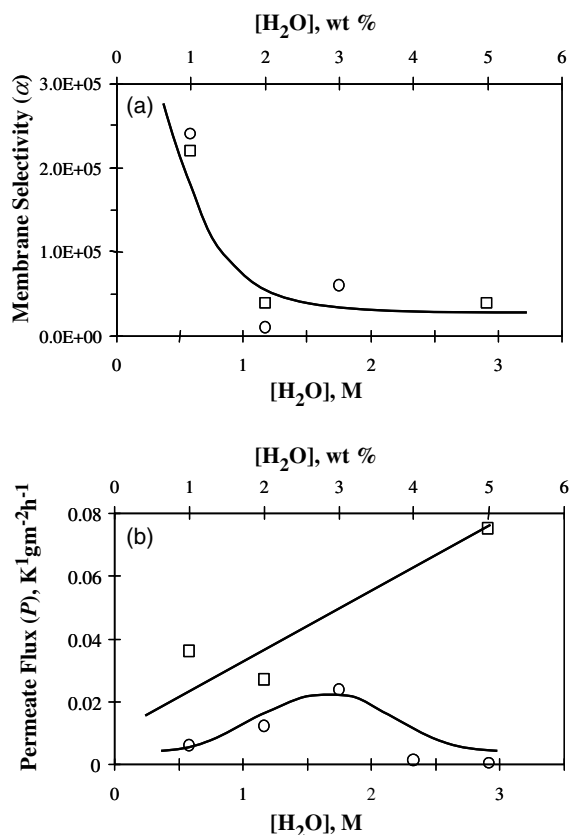 [H2O], wt %
0 1 2 3 4 5 6
Membrane Selectivity (α)
3.0E+05
(a)
2.0E+05
1.0E+05
0.0E+00
0 1 2 3
[H2O], M
[H2O], wt %
0 1 2 3 4 5 6
Permeate Flux (P), K1gm-2h-1
0.08
(b)
0.06
0.04
0.02
0
0 1 2 3
[H2O], M